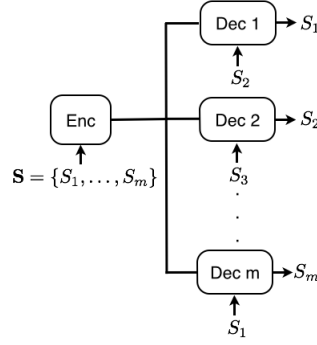 Dec 1
S₁
S₂
Enc
Dec 2
S₂
S = {S₁, . . . , Sₘ}
S₃
.
.
.
Dec m
Sₘ
S₁